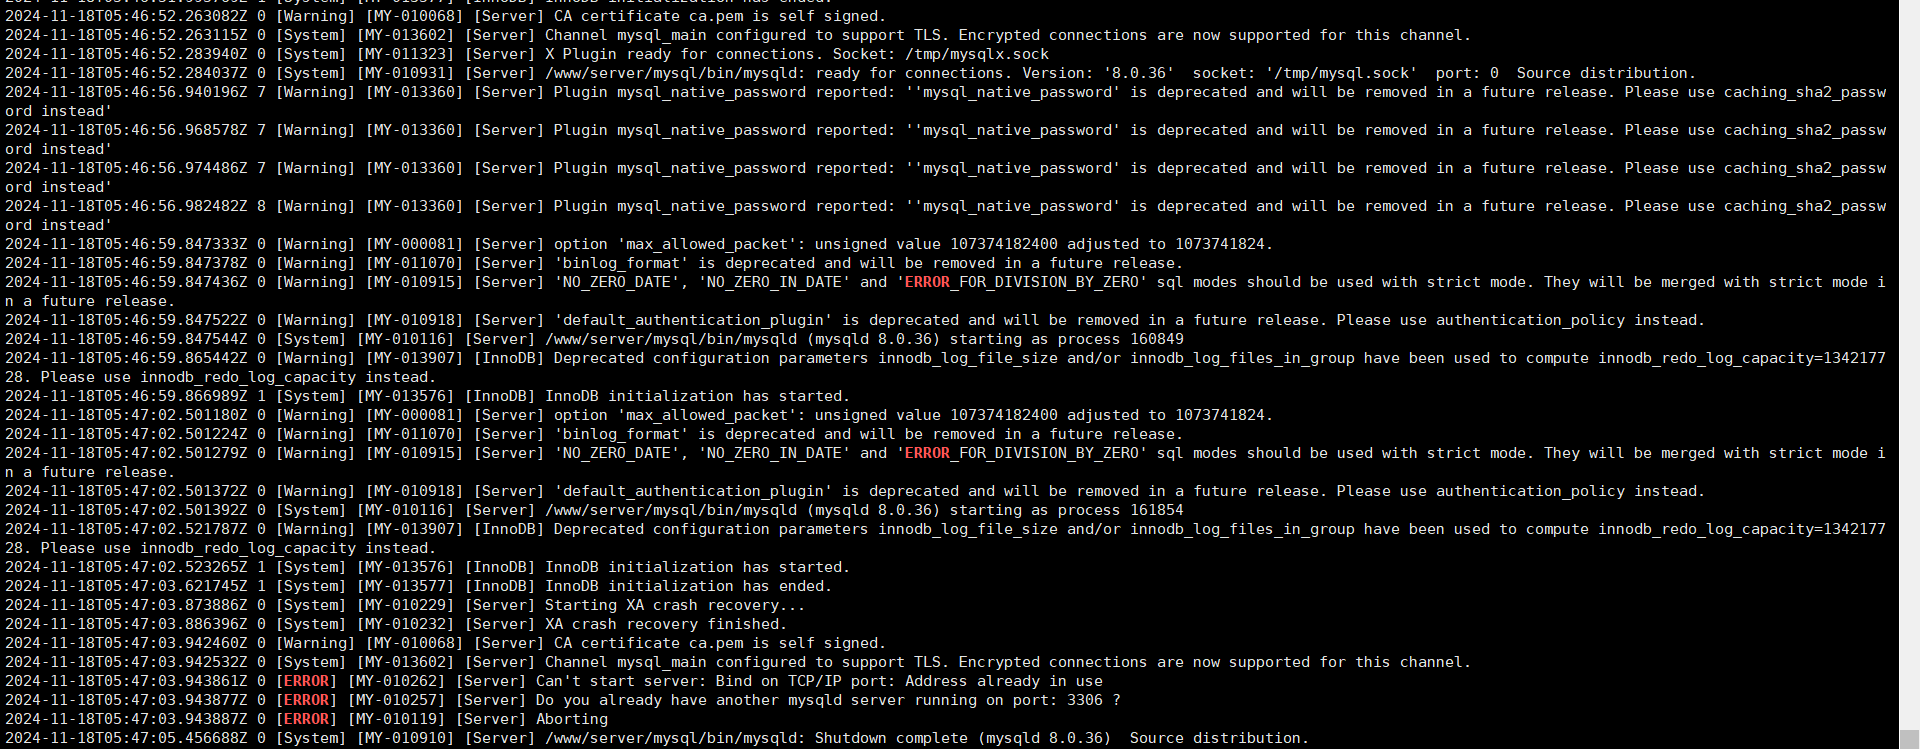 2024-11-18T05:46:52.263082Z 0 [Warning] [MY-010068] [Server] CA certificate ca.pem is self signed.
2024-11-18T05:46:52.263115Z 0 [System] [MY-013602] [Server] Channel mysql_main configured to support TLS. Encrypted connections are now supported for this channel.
2024-11-18T05:46:52.283940Z 0 [System] [MY-011323] [Server] X Plugin ready for connections. Socket: /tmp/mysqlx.sock
2024-11-18T05:46:52.284037Z 0 [System] [MY-010931] [Server] /www/server/mysql/bin/mysqld: ready for connections. Version: '8.0.36'  socket: '/tmp/mysql.sock'  port: 0  Source distribution.
2024-11-18T05:46:56.940196Z 7 [Warning] [MY-013360] [Server] Plugin mysql_native_password reported: ''mysql_native_password' is deprecated and will be removed in a future release. Please use caching_sha2_passw
ord instead'
2024-11-18T05:46:56.968578Z 7 [Warning] [MY-013360] [Server] Plugin mysql_native_password reported: ''mysql_native_password' is deprecated and will be removed in a future release. Please use caching_sha2_passw
ord instead'
2024-11-18T05:46:56.974486Z 7 [Warning] [MY-013360] [Server] Plugin mysql_native_password reported: ''mysql_native_password' is deprecated and will be removed in a future release. Please use caching_sha2_passw
ord instead'
2024-11-18T05:46:56.982482Z 8 [Warning] [MY-013360] [Server] Plugin mysql_native_password reported: ''mysql_native_password' is deprecated and will be removed in a future release. Please use caching_sha2_passw
ord instead'
2024-11-18T05:46:59.847333Z 0 [Warning] [MY-000081] [Server] option 'max_allowed_packet': unsigned value 107374182400 adjusted to 1073741824.
2024-11-18T05:46:59.847378Z 0 [Warning] [MY-011070] [Server] 'binlog_format' is deprecated and will be removed in a future release.
2024-11-18T05:46:59.847436Z 0 [Warning] [MY-010915] [Server] 'NO_ZERO_DATE', 'NO_ZERO_IN_DATE' and 'ERROR_FOR_DIVISION_BY_ZERO' sql modes should be used with strict mode. They will be merged with strict mode i
n a future release.
2024-11-18T05:46:59.847522Z 0 [Warning] [MY-010918] [Server] 'default_authentication_plugin' is deprecated and will be removed in a future release. Please use authentication_policy instead.
2024-11-18T05:46:59.847544Z 0 [System] [MY-010116] [Server] /www/server/mysql/bin/mysqld (mysqld 8.0.36) starting as process 160849
2024-11-18T05:46:59.865442Z 0 [Warning] [MY-013907] [InnoDB] Deprecated configuration parameters innodb_log_file_size and/or innodb_log_files_in_group have been used to compute innodb_redo_log_capacity=1342177
28. Please use innodb_redo_log_capacity instead.
2024-11-18T05:46:59.866989Z 1 [System] [MY-013576] [InnoDB] InnoDB initialization has started.
2024-11-18T05:47:02.501180Z 0 [Warning] [MY-000081] [Server] option 'max_allowed_packet': unsigned value 107374182400 adjusted to 1073741824.
2024-11-18T05:47:02.501224Z 0 [Warning] [MY-011070] [Server] 'binlog_format' is deprecated and will be removed in a future release.
2024-11-18T05:47:02.501279Z 0 [Warning] [MY-010915] [Server] 'NO_ZERO_DATE', 'NO_ZERO_IN_DATE' and 'ERROR_FOR_DIVISION_BY_ZERO' sql modes should be used with strict mode. They will be merged with strict mode i
n a future release.
2024-11-18T05:47:02.501372Z 0 [Warning] [MY-010918] [Server] 'default_authentication_plugin' is deprecated and will be removed in a future release. Please use authentication_policy instead.
2024-11-18T05:47:02.501392Z 0 [System] [MY-010116] [Server] /www/server/mysql/bin/mysqld (mysqld 8.0.36) starting as process 161854
2024-11-18T05:47:02.521787Z 0 [Warning] [MY-013907] [InnoDB] Deprecated configuration parameters innodb_log_file_size and/or innodb_log_files_in_group have been used to compute innodb_redo_log_capacity=1342177
28. Please use innodb_redo_log_capacity instead.
2024-11-18T05:47:02.523265Z 1 [System] [MY-013576] [InnoDB] InnoDB initialization has started.
2024-11-18T05:47:03.621745Z 1 [System] [MY-013577] [InnoDB] InnoDB initialization has ended.
2024-11-18T05:47:03.873886Z 0 [System] [MY-010229] [Server] Starting XA crash recovery...
2024-11-18T05:47:03.886396Z 0 [System] [MY-010232] [Server] XA crash recovery finished.
2024-11-18T05:47:03.942460Z 0 [Warning] [MY-010068] [Server] CA certificate ca.pem is self signed.
2024-11-18T05:47:03.942532Z 0 [System] [MY-013602] [Server] Channel mysql_main configured to support TLS. Encrypted connections are now supported for this channel.
2024-11-18T05:47:03.943861Z 0 [ERROR] [MY-010262] [Server] Can't start server: Bind on TCP/IP port: Address already in use
2024-11-18T05:47:03.943877Z 0 [ERROR] [MY-010257] [Server] Do you already have another mysqld server running on port: 3306 ?
2024-11-18T05:47:03.943887Z 0 [ERROR] [MY-010119] [Server] Aborting
2024-11-18T05:47:05.456688Z 0 [System] [MY-010910] [Server] /www/server/mysql/bin/mysqld: Shutdown complete (mysqld 8.0.36)  Source distribution.